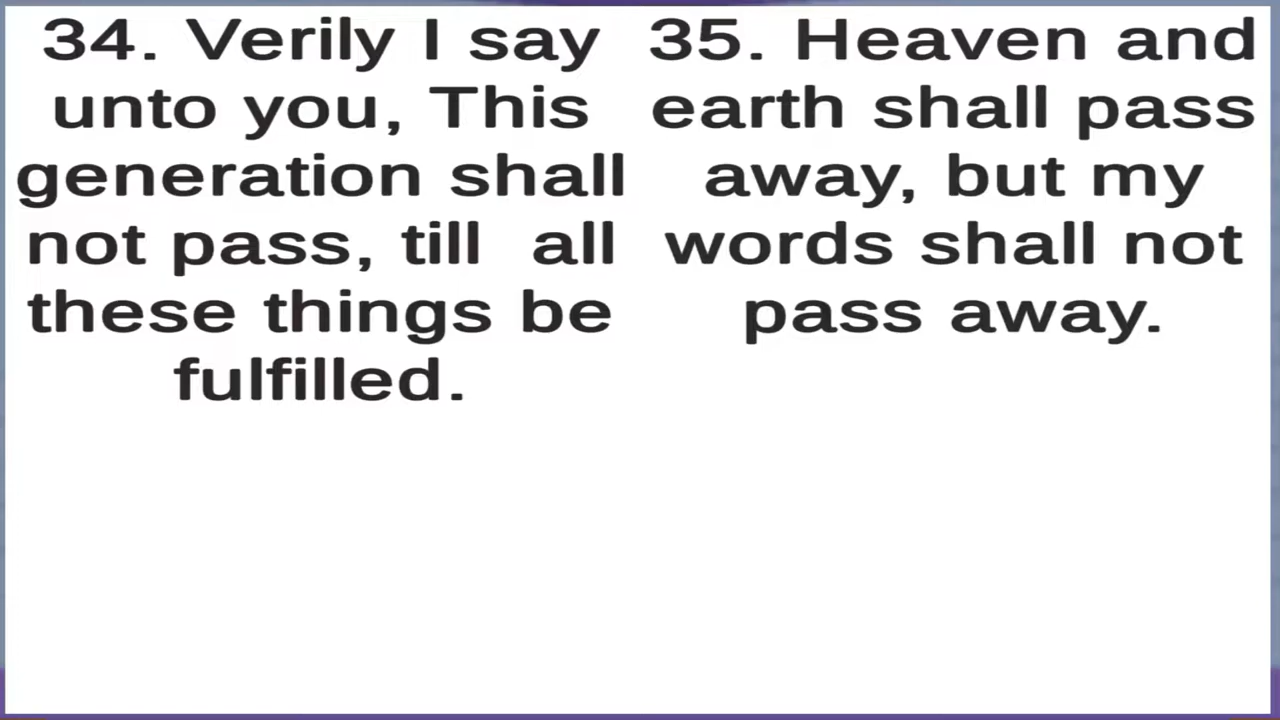 34. Verily I say
unto you, This
generation shall
not pass, till all
these things be
fulfilled.
35. Heaven and
earth shall pass
away, but my
words shall not
pass away.